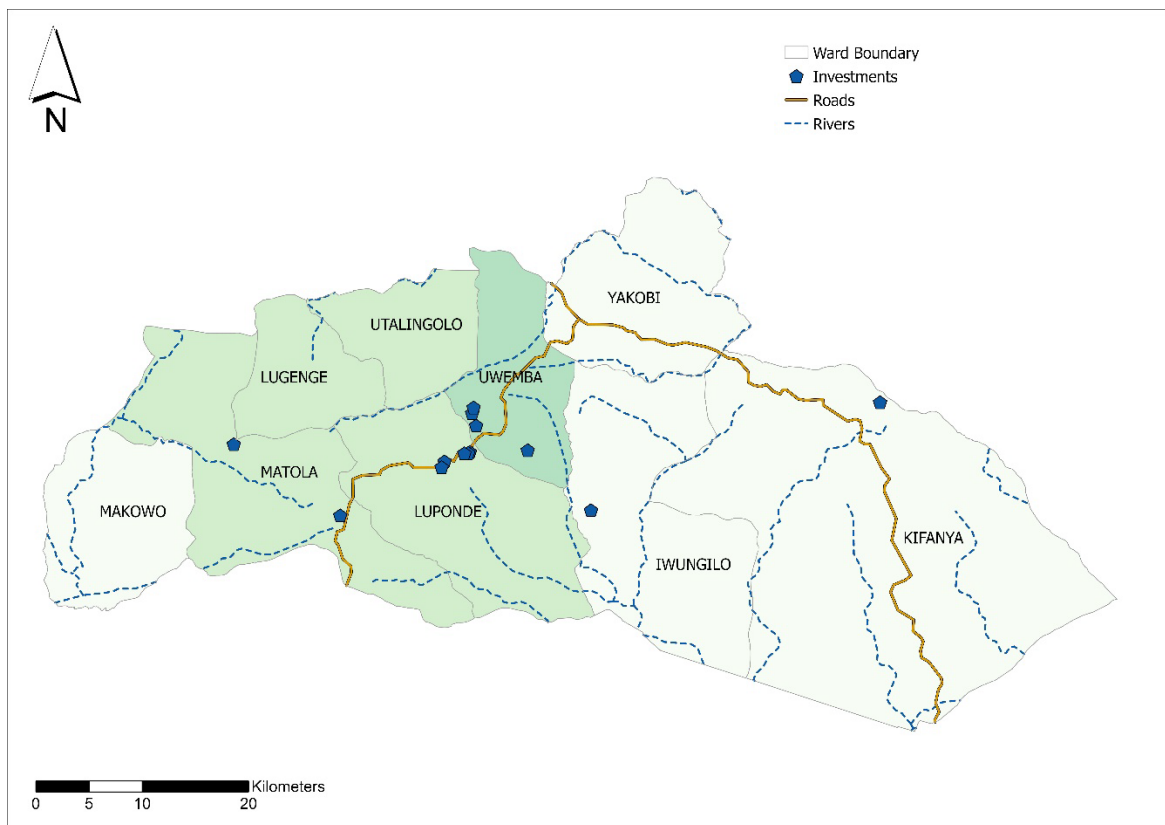 N
Ward Boundary
Investments
Roads
Rivers
YAKOBI
UTALINGOLO
LUGENGE
UWEMBA
MATOLA
MAKOWO
LUPONDE
KIFANYA
IWUNGILO
Kilometers
0 5 10 20